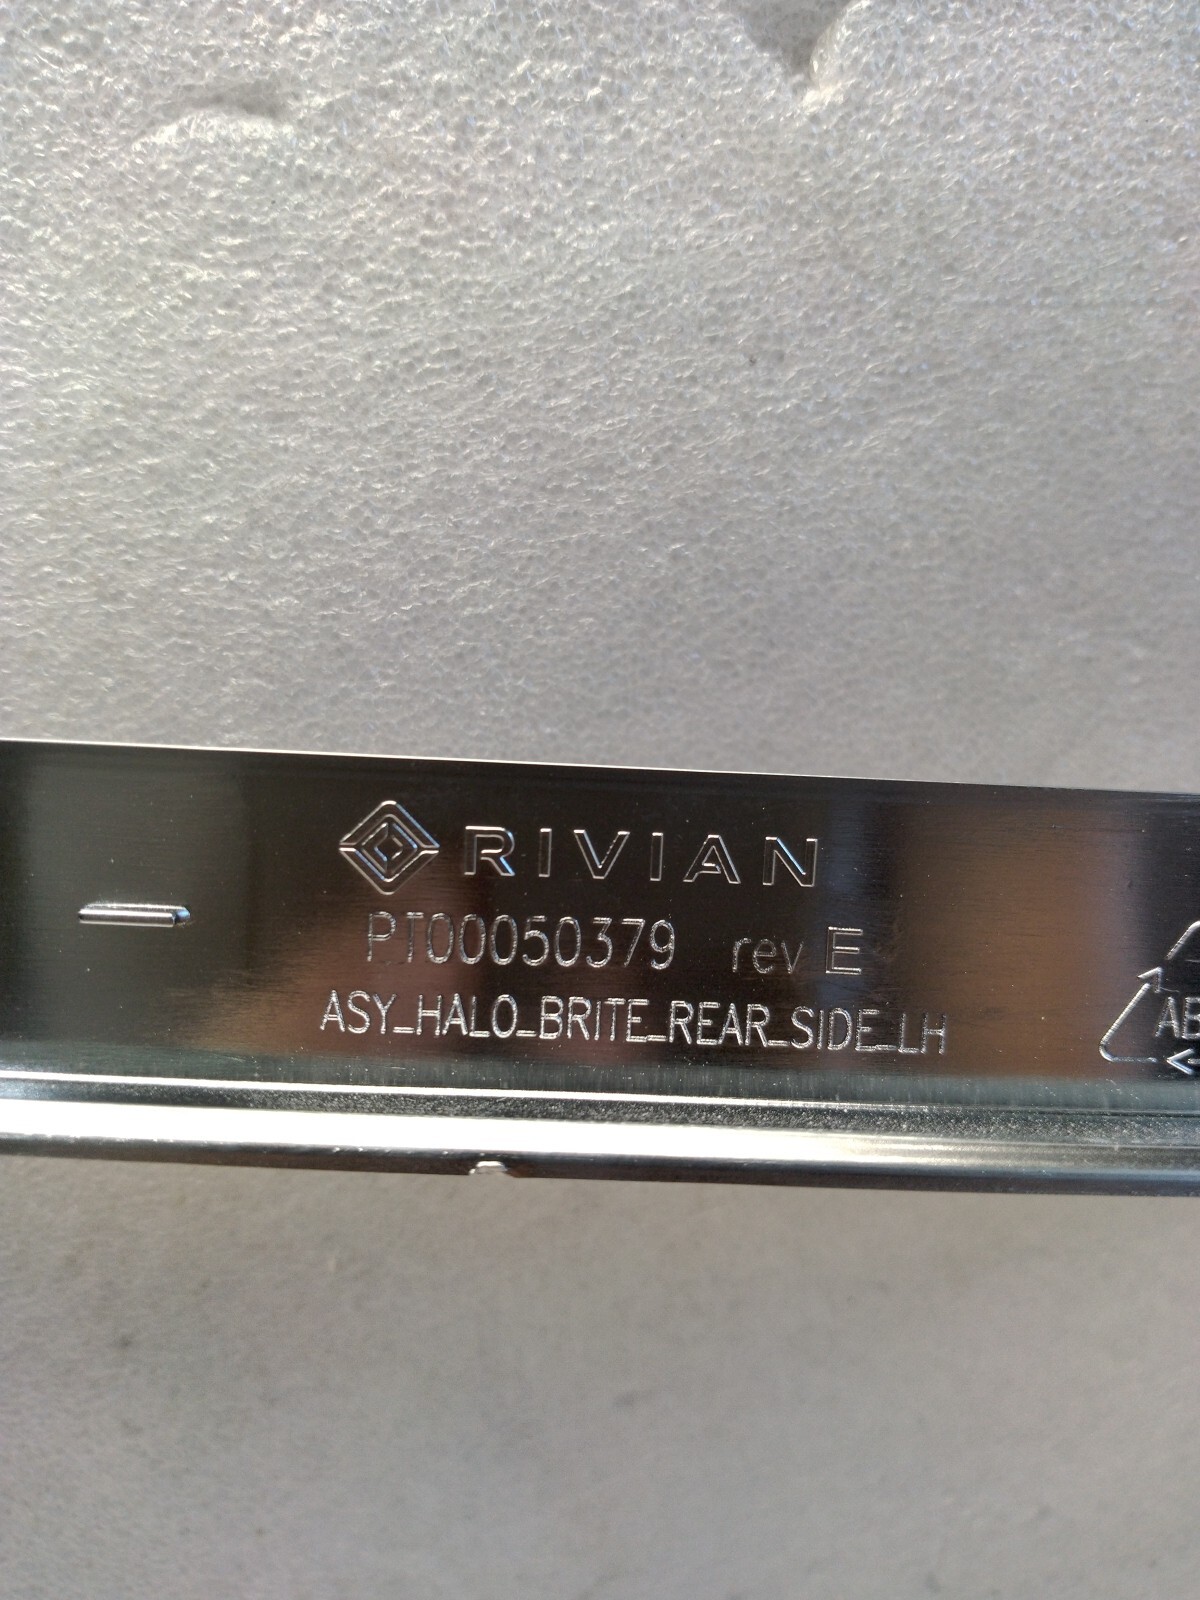 RIVIAN
PT00050379 rev E
ASY_HALO_BRITE_REAR_SIDE_LH